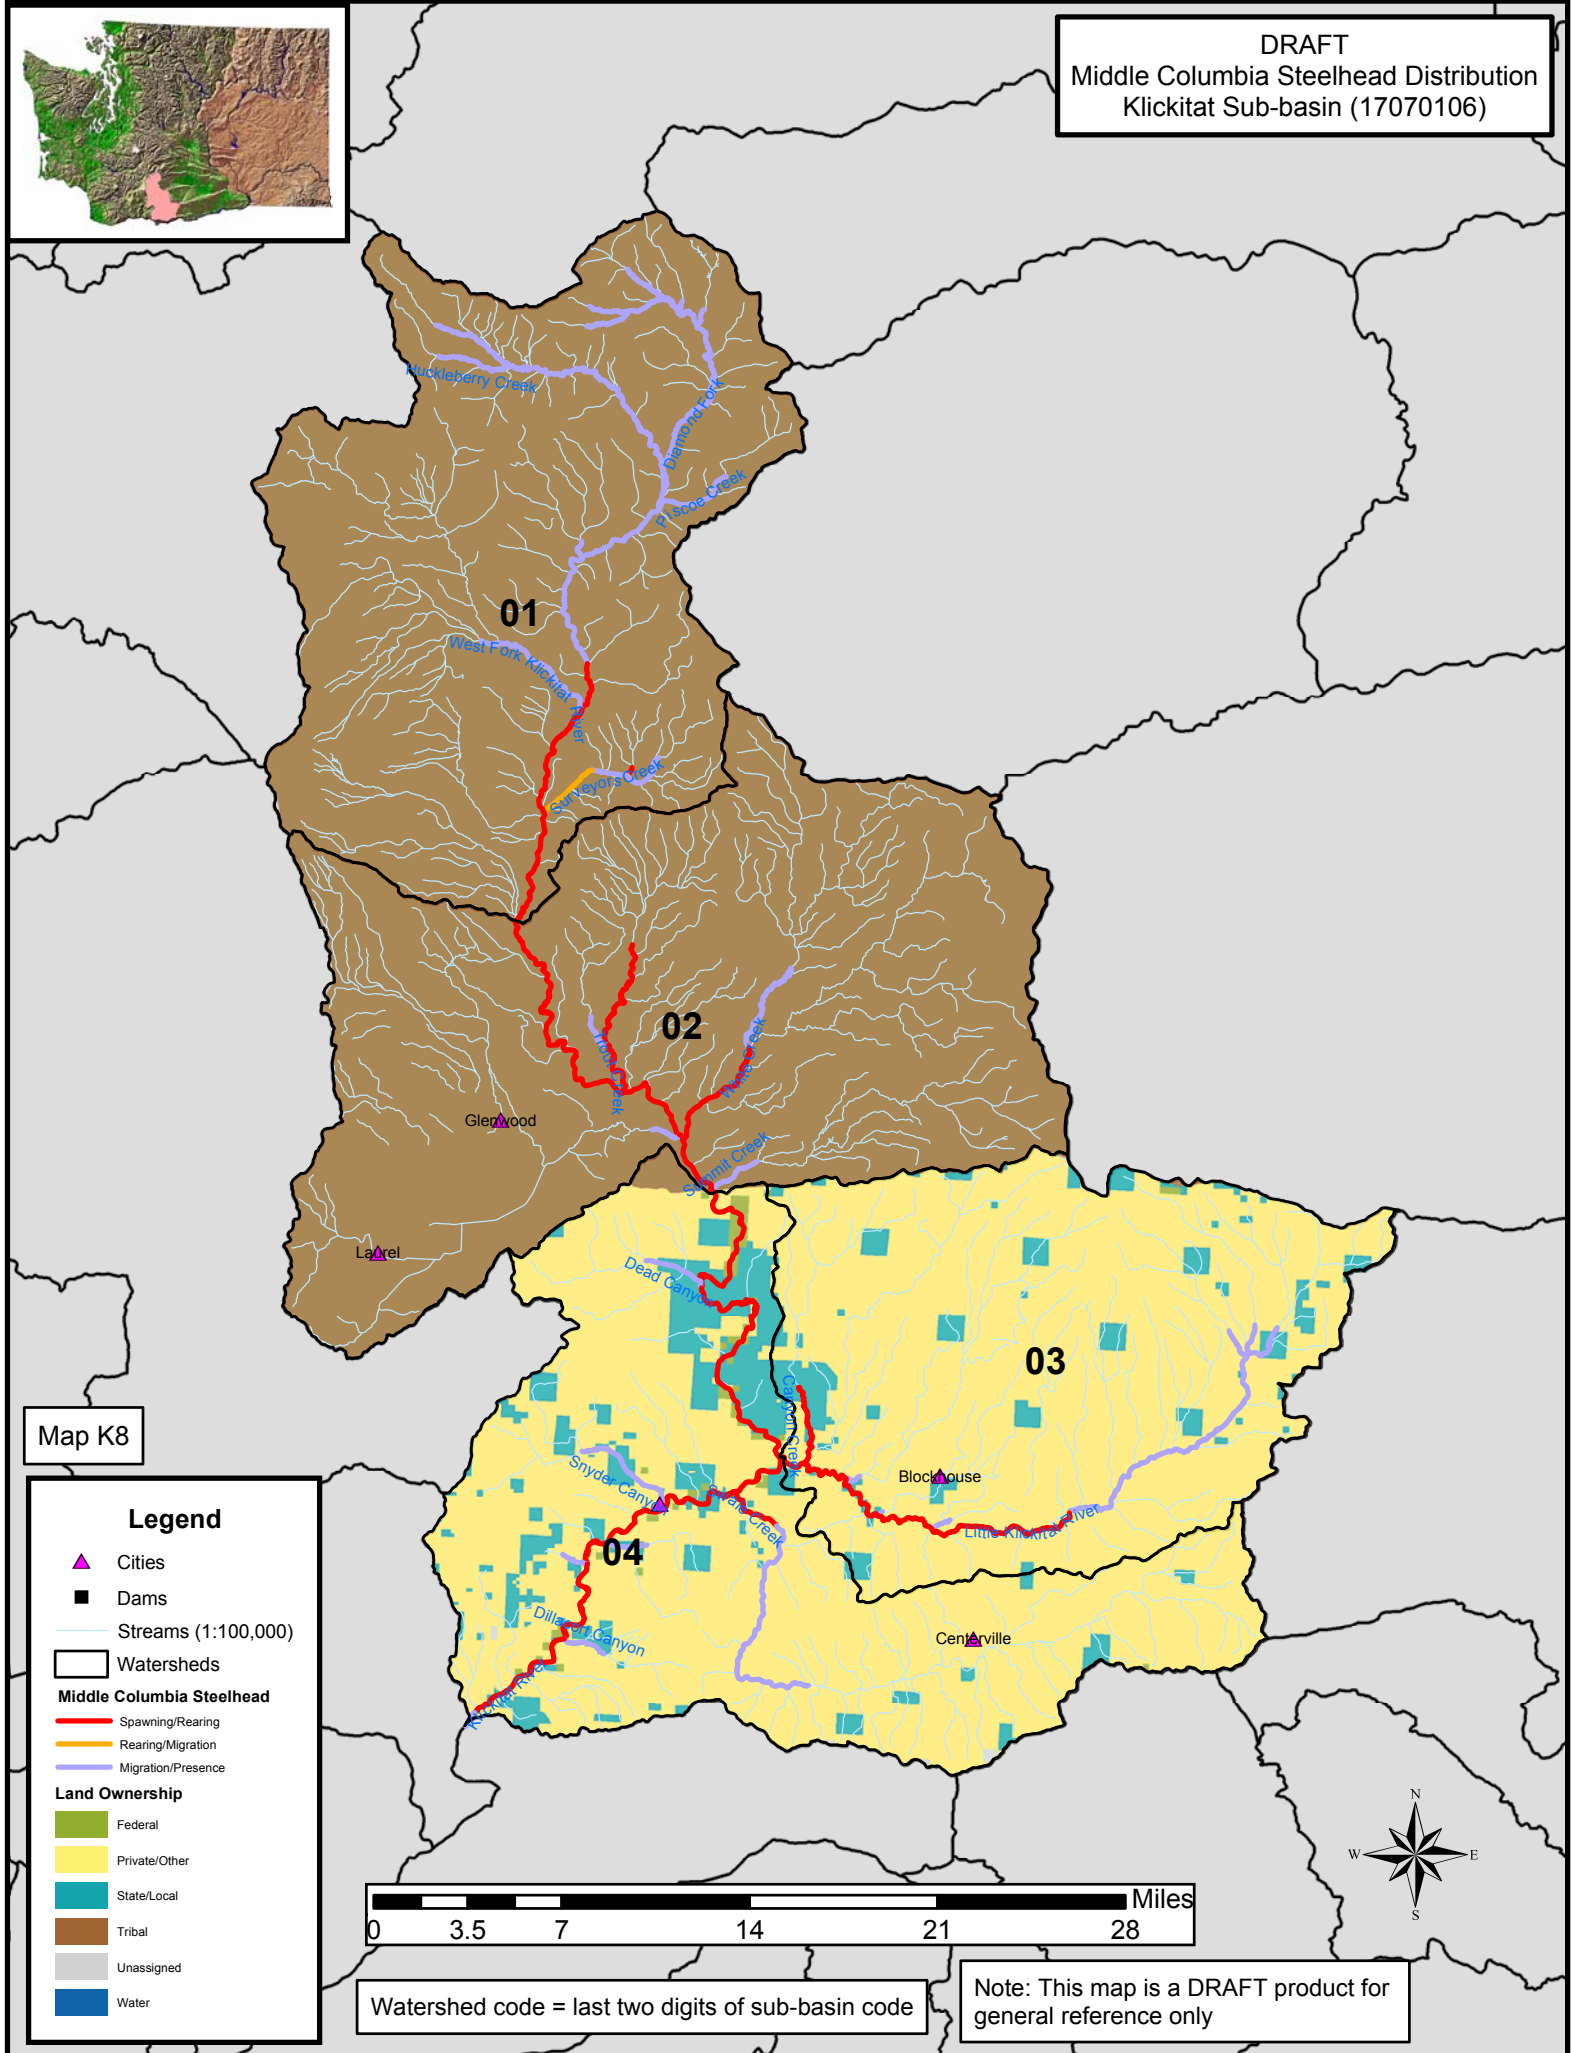 DRAFT
Middle Columbia Steelhead Distribution
Klickitat Sub-basin (17070106)
Huckleberry Creek
Diamond Fork
Piscoe Creek
01
West Fork Klickitat River
Surveyors Creek
02
Trout Creek
White Creek
Glenwood
Summit Creek
Laurel
Dead Canyon
03
Canyon Creek
Map K8
Blockhouse
Snyder Canyon
Swale Creek
Little Klickitat River
04
Dillacort Canyon
Centerville
Klickitat River
Legend
Cities
Dams
Streams (1:100,000)
Watersheds
Middle Columbia Steelhead
Spawning/Rearing
Rearing/Migration
Migration/Presence
Land Ownership
Federal
Private/Other
State/Local
Tribal
Unassigned
Water
N
W E
S
Miles
0 3.5 7 14 21 28
Watershed code = last two digits of sub-basin code
Note: This map is a DRAFT product for
general reference only